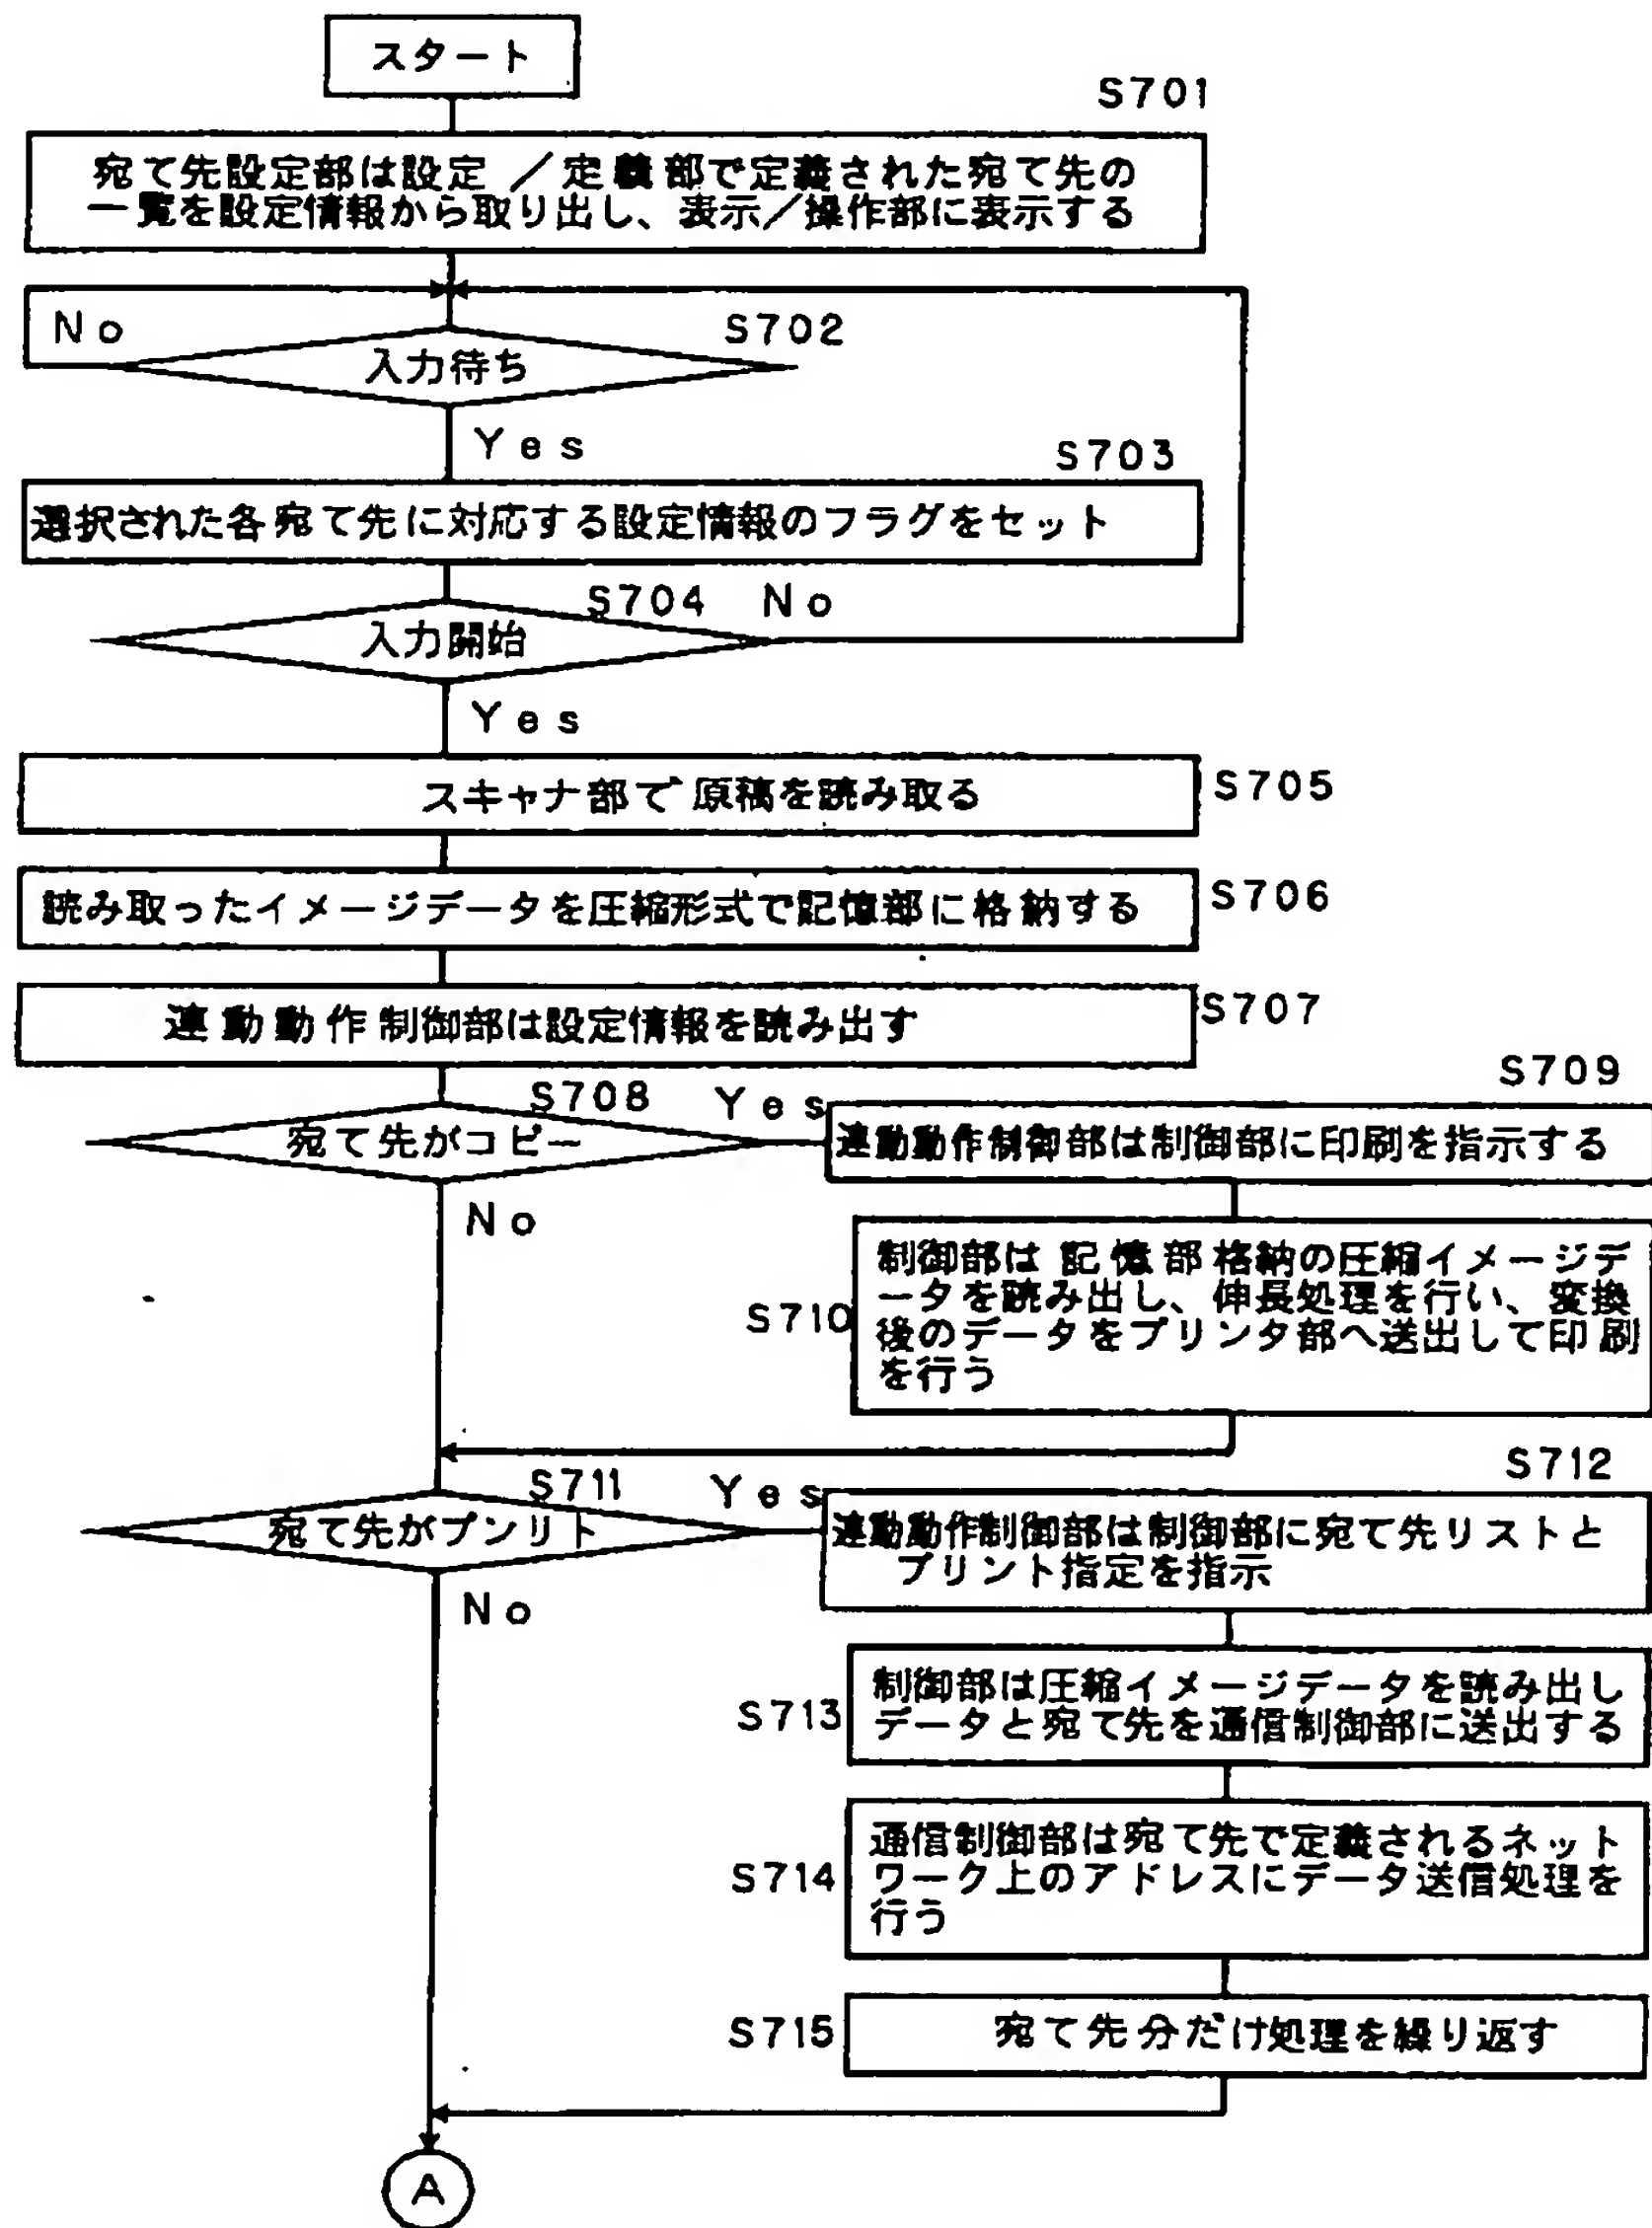 スタート
S701
宛て先設定部は設定／定義部で定義された宛て先の
一覧を設定情報から取り出し、表示／操作部に表示する
No
S702
入力待ち
Yes
S703
選択された各宛て先に対応する設定情報のフラグをセット
S704 No
入力開始
Yes
スキャナ部で原稿を読み取る
S705
読み取ったイメージデータを圧縮形式で記憶部に格納する
S706
連動動作制御部は設定情報を読み出す
S707
S708 Yes
宛て先がコピー
No
S709
連動動作制御部は制御部に印刷を指示する
S710
制御部は記憶部格納の圧縮イメージデ
ータを読み出し、伸長処理を行い、変換
後のデータをプリンタ部へ送出して印刷
を行う
S711 Yes
宛て先がプンリト
No
S712
連動動作制御部は制御部に宛て先リストと
プリント指定を指示
S713
制御部は圧縮イメージデータを読み出し
データと宛て先を通信制御部に送出する
S714
通信制御部は宛て先で定義されるネット
ワーク上のアドレスにデータ送信処理を
行う
S715
宛て先分だけ処理を繰り返す
A